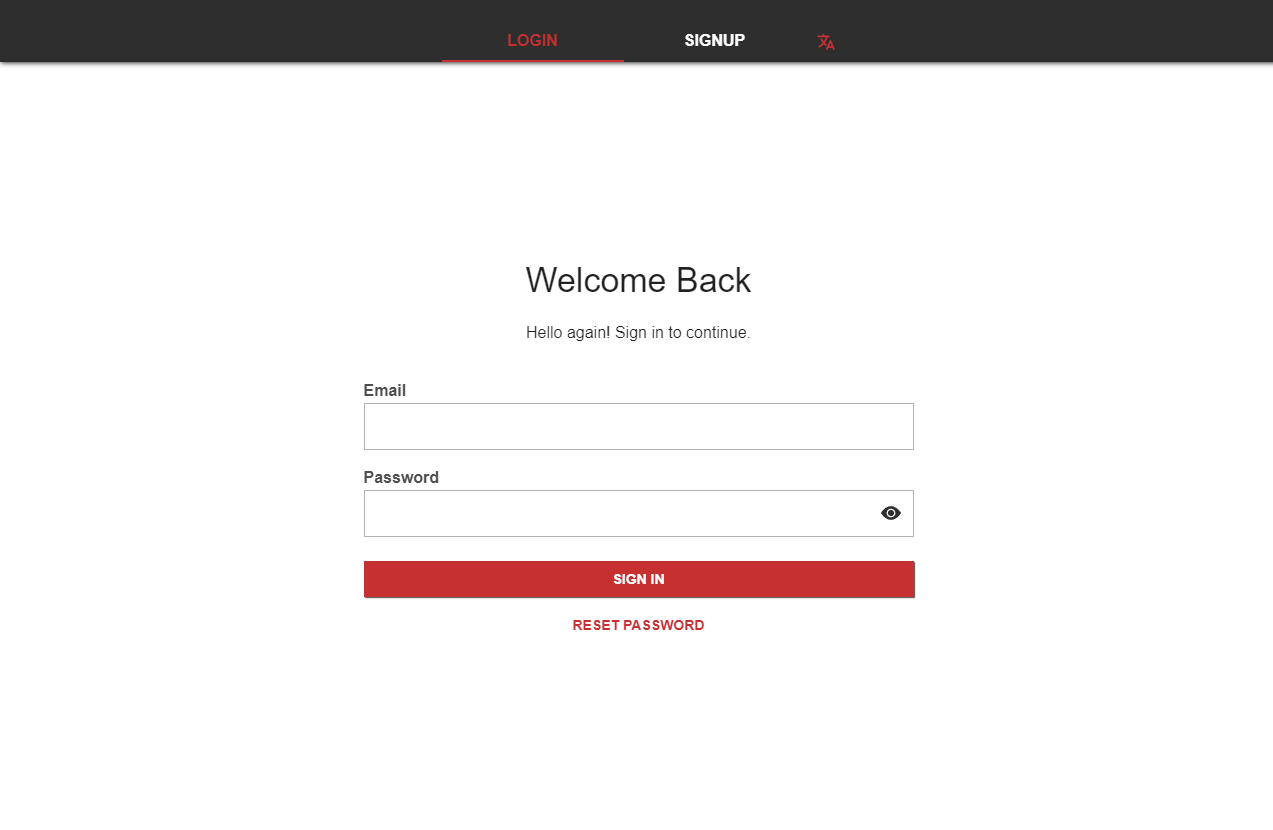 LOGIN SIGNUP
Welcome Back
Hello again! Sign in to continue.
Email
Password
SIGN IN
RESET PASSWORD